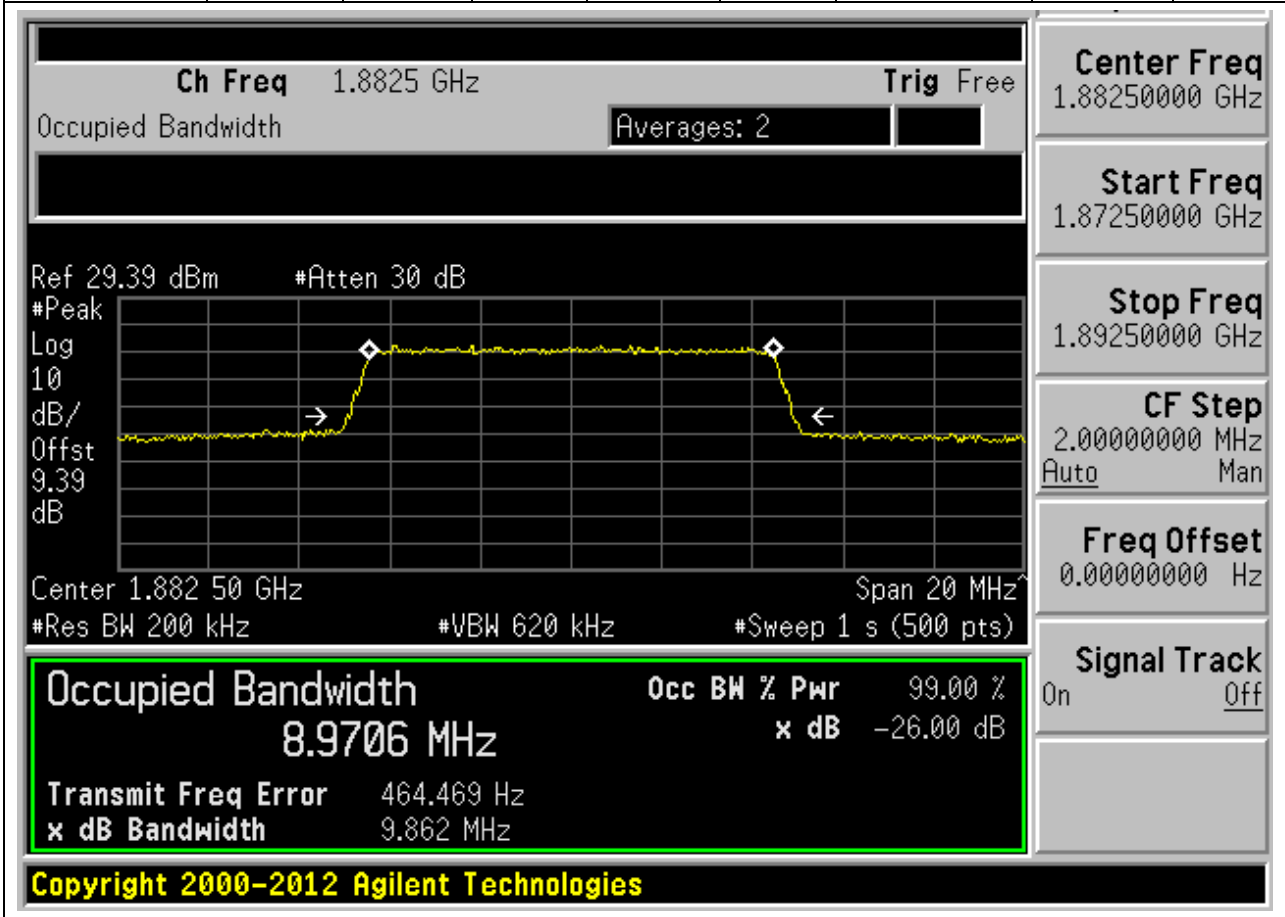 Ch Freq 1.8825 GHz Trig Free
Occupied Bandwidth Averages: 2
Ref 29.39 dBm #Atten 30 dB
#Peak
Log
10
dB/
Offst
9.39
dB
Center 1.882 50 GHz Span 20 MHz^
#Res BW 200 kHz #VBW 620 kHz #Sweep 1 s (500 pts)
Occupied Bandwidth Occ BW % Pwr 99.00 %
8.9706 MHz x dB -26.00 dB
Transmit Freq Error 464.469 Hz
x dB Bandwidth 9.862 MHz
Copyright 2000-2012 Agilent Technologies
Center Freq
1.88250000 GHz
Start Freq
1.87250000 GHz
Stop Freq
1.89250000 GHz
CF Step
2.00000000 MHz
Auto Man
Freq Offset
0.00000000 Hz
Signal Track
On Off